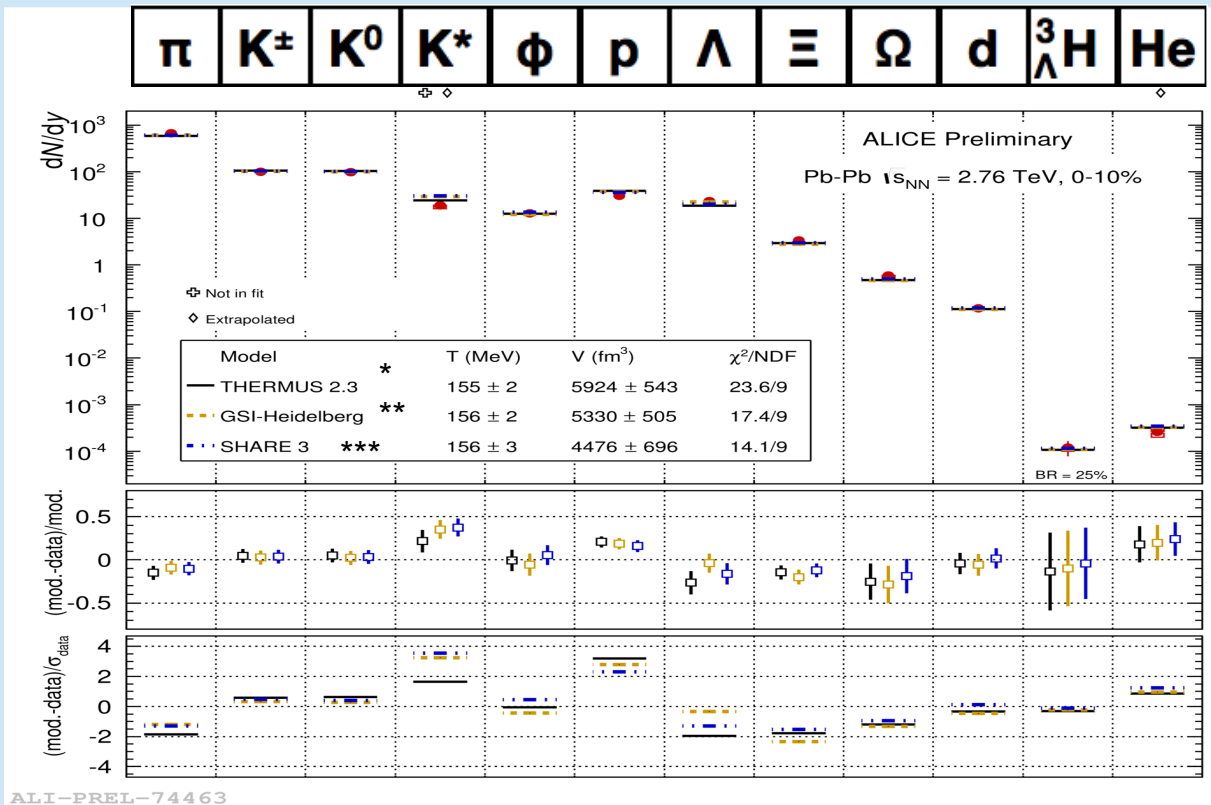 π K± K⁰ K* ϕ p Λ Ξ Ω d ³ΛH He
dN/dy
10³
10²
10
1
10⁻¹
10⁻²
10⁻³
10⁻⁴
ALICE Preliminary
Pb-Pb √sNN = 2.76 TeV, 0-10%
Not in fit
Extrapolated
Model T (MeV) V (fm³) χ²/NDF
THERMUS 2.3 * 155 ± 2 5924 ± 543 23.6/9
GSI-Heidelberg ** 156 ± 2 5330 ± 505 17.4/9
SHARE 3 *** 156 ± 3 4476 ± 696 14.1/9
BR = 25%
(mod.-data)/mod.
0.5
0
-0.5
(mod.-data)/σdata
4
2
0
-2
-4
ALI-PREL-74463